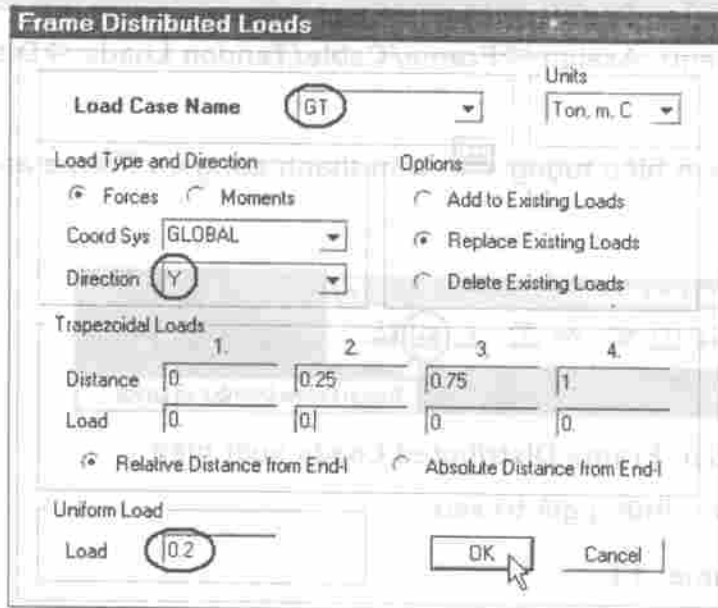 Frame Distributed Loads
Load Case Name GT
Units
Ton, m, C
Load Type and Direction
Forces Moments
Coord Sys GLOBAL
Direction Y
Options
Add to Existing Loads
Replace Existing Loads
Delete Existing Loads
Trapezoidal Loads
1. 2. 3. 4.
Distance 0. 0.25 0.75 1.
Load 0. 0. 0. 0.
Relative Distance from End-I Absolute Distance from End-I
Uniform Load
Load 0.2
OK Cancel